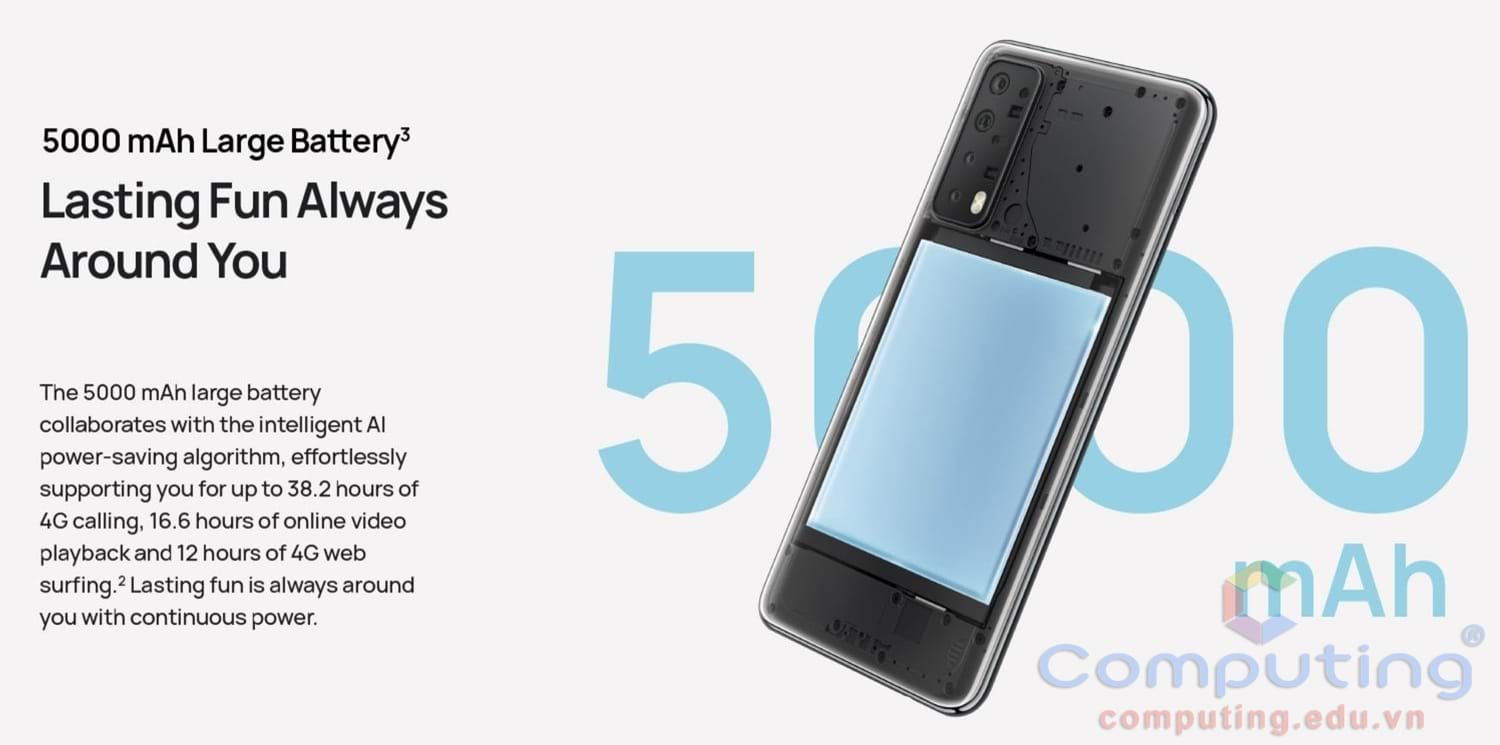 5000 mAh Large Battery³
Lasting Fun Always
Around You
The 5000 mAh large battery
collaborates with the intelligent AI
power-saving algorithm, effortlessly
supporting you for up to 38.2 hours of
4G calling, 16.6 hours of online video
playback and 12 hours of 4G web
surfing.² Lasting fun is always around
you with continuous power.
5000
mAh
Computing®
computing.edu.vn